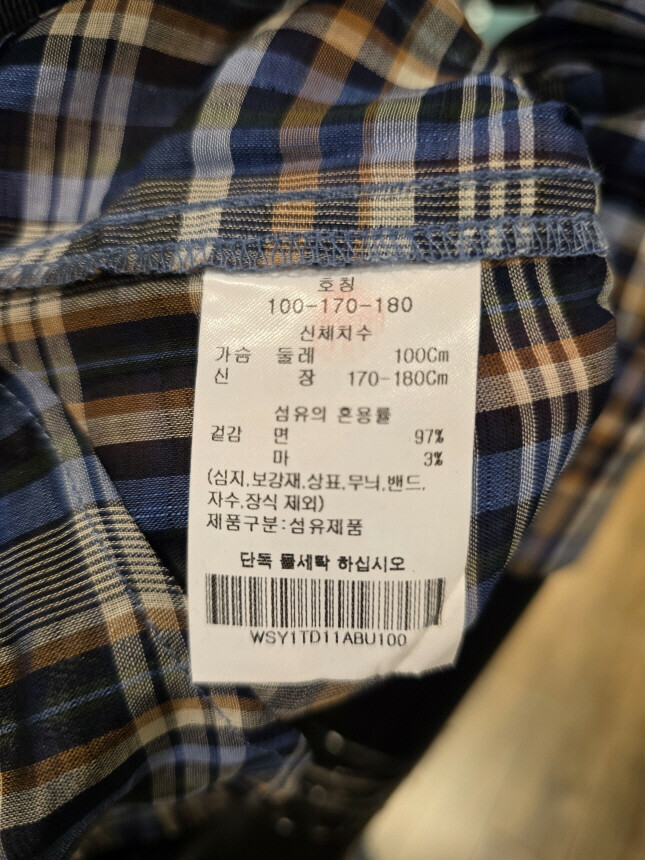 호칭
100-170-180
신체치수
가슴 둘레 100Cm
신 장 170-180Cm
섬유의 혼용률
겉감 면 97%
마 3%
(심지,보강재,상표,무늬,밴드,
자수,장식 제외)
제품구분:섬유제품
단독 물세탁 하십시오
WSY1TD11ABU100